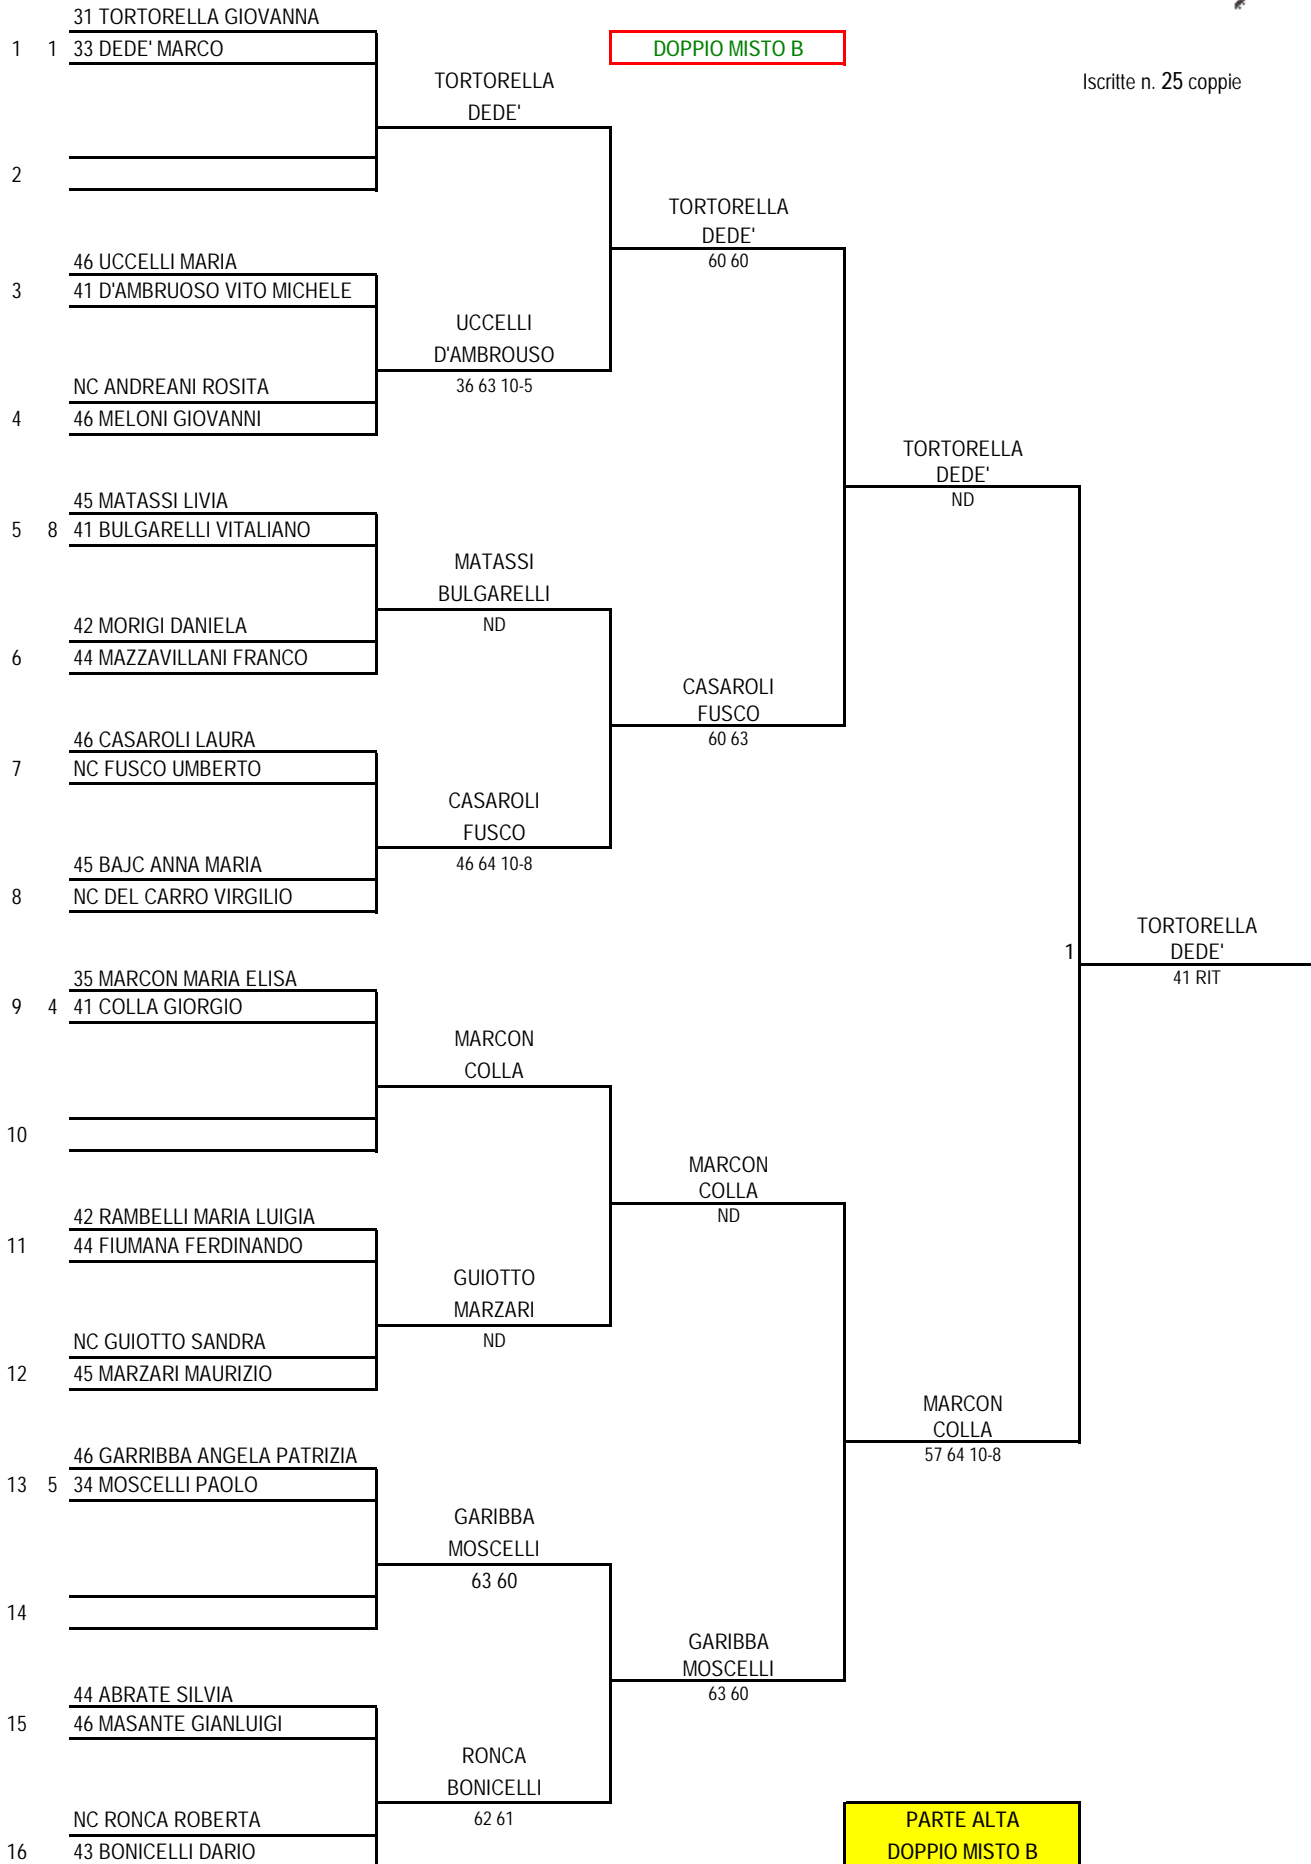 31 TORTORELLA GIOVANNA
1 1 33 DEDE' MARCO
DOPPIO MISTO B
TORTORELLA
Iscritte n. 25 coppie
DEDE'
2
TORTORELLA
DEDE'
60 60
46 UCCELLI MARIA
3 41 D'AMBRUOSO VITO MICHELE
UCCELLI
D'AMBROUSO
36 63 10-5
NC ANDREANI ROSITA
4 46 MELONI GIOVANNI
TORTORELLA
DEDE'
ND
45 MATASSI LIVIA
5 8 41 BULGARELLI VITALIANO
MATASSI
BULGARELLI
ND
42 MORIGI DANIELA
6 44 MAZZAVILLANI FRANCO
CASAROLI
FUSCO
60 63
46 CASAROLI LAURA
7 NC FUSCO UMBERTO
CASAROLI
FUSCO
46 64 10-8
45 BAJC ANNA MARIA
8 NC DEL CARRO VIRGILIO
TORTORELLA
1 DEDE'
41 RIT
35 MARCON MARIA ELISA
9 4 41 COLLA GIORGIO
MARCON
COLLA
10
MARCON
COLLA
ND
42 RAMBELLI MARIA LUIGIA
11 44 FIUMANA FERDINANDO
GUIOTTO
MARZARI
ND
NC GUIOTTO SANDRA
12 45 MARZARI MAURIZIO
MARCON
COLLA
57 64 10-8
46 GARRIBBA ANGELA PATRIZIA
13 5 34 MOSCELLI PAOLO
GARIBBA
MOSCELLI
63 60
14
GARIBBA
MOSCELLI
63 60
44 ABRATE SILVIA
15 46 MASANTE GIANLUIGI
RONCA
BONICELLI
62 61
NC RONCA ROBERTA
PARTE ALTA
16 43 BONICELLI DARIO
DOPPIO MISTO B